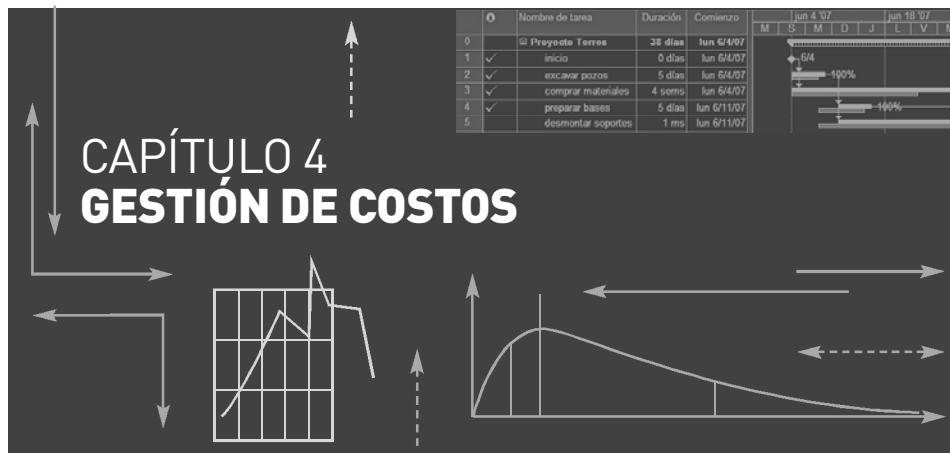 Nombre de tarea Duración Comienzo jun 4 '07 jun 18 '07
M S M D J L V
0 Proyecto Terros 38 días lun 6/4/07
1 inicio 0 días lun 6/4/07 6/4
2 excavar pozos 5 días lun 6/4/07 100%
3 comprar materiales 4 sems lun 6/4/07
4 preparar bases 5 días lun 6/11/07 100%
5 desmontar soportes 1 ms lun 6/11/07
CAPÍTULO 4
GESTIÓN DE COSTOS